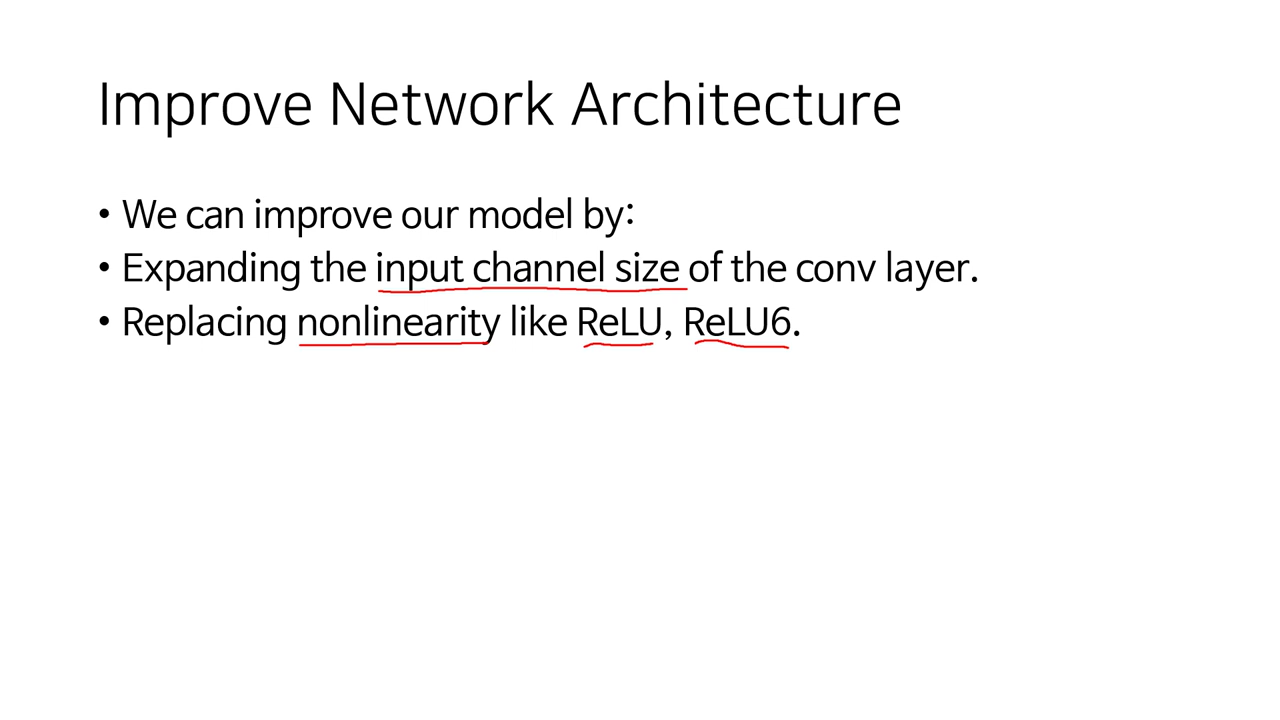 Improve Network Architecture
• We can improve our model by:
• Expanding the input channel size of the conv layer.
• Replacing nonlinearity like ReLU, ReLU6.